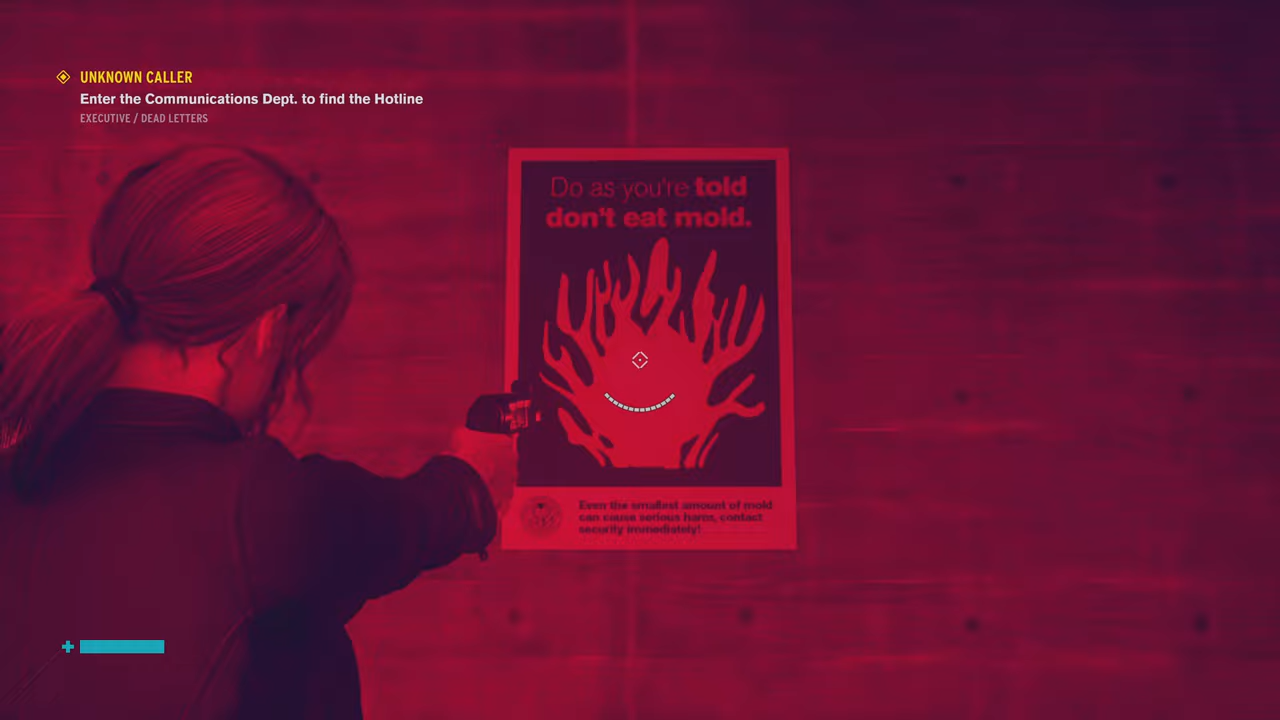 UNKNOWN CALLER
Enter the Communications Dept. to find the Hotline
EXECUTIVE / DEAD LETTERS
Do as you're told
don't eat mold.
Even the smallest amount of mold
can cause serious harm, contact
security immediately!